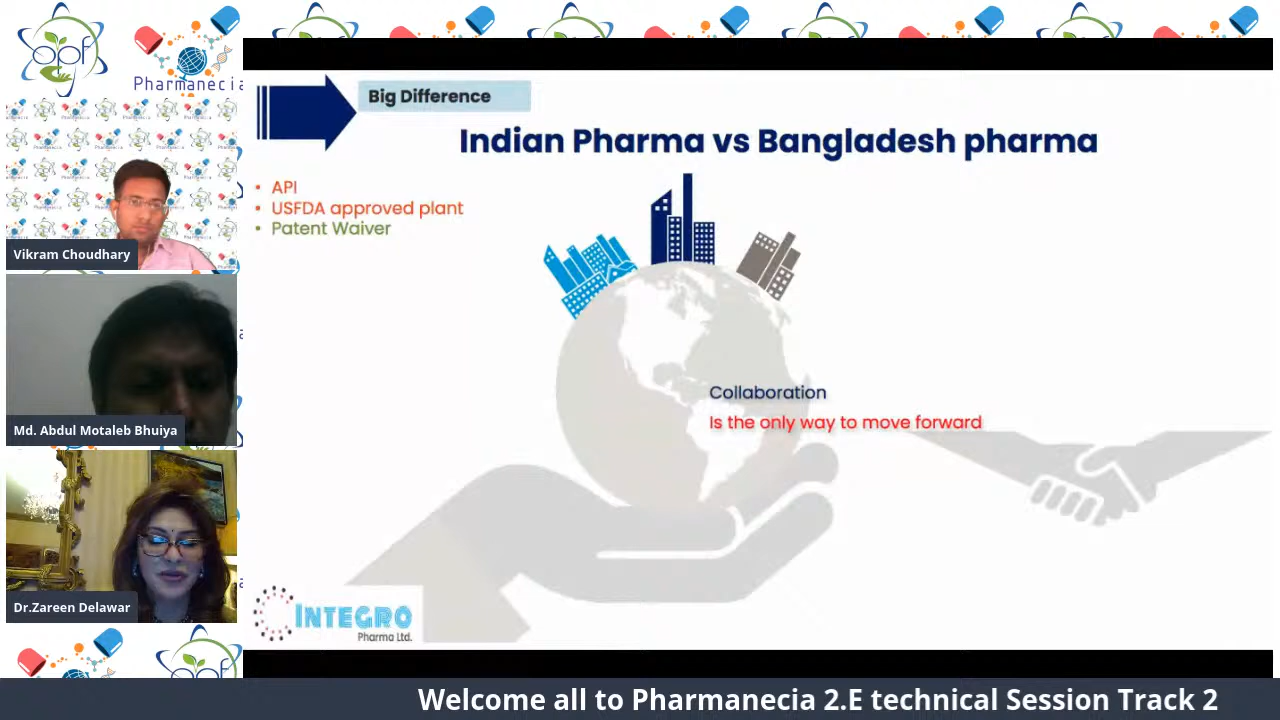 opf
Pharmanecia
Vikram Choudhary
Md. Abdul Motaleb Bhuiya
Dr.Zareen Delawar
Big Difference
Indian Pharma vs Bangladesh pharma
• API
• USFDA approved plant
• Patent Waiver
Collaboration
Is the only way to move forward
INTEGRO
Pharma Ltd.
Welcome all to Pharmanecia 2.E technical Session Track 2